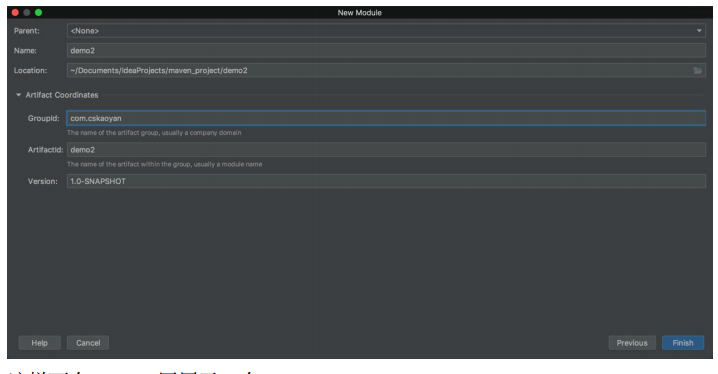 New Module
Parent: <None>
Name: demo2
Location: ~/Documents/IdeaProjects/maven_project/demo2
Artifact Coordinates
GroupId: com.cskaoyan
The name of the artifact group, usually a company domain
ArtifactId: demo2
The name of the artifact within the group, usually a module name
Version: 1.0-SNAPSHOT
Help Cancel Previous Finish